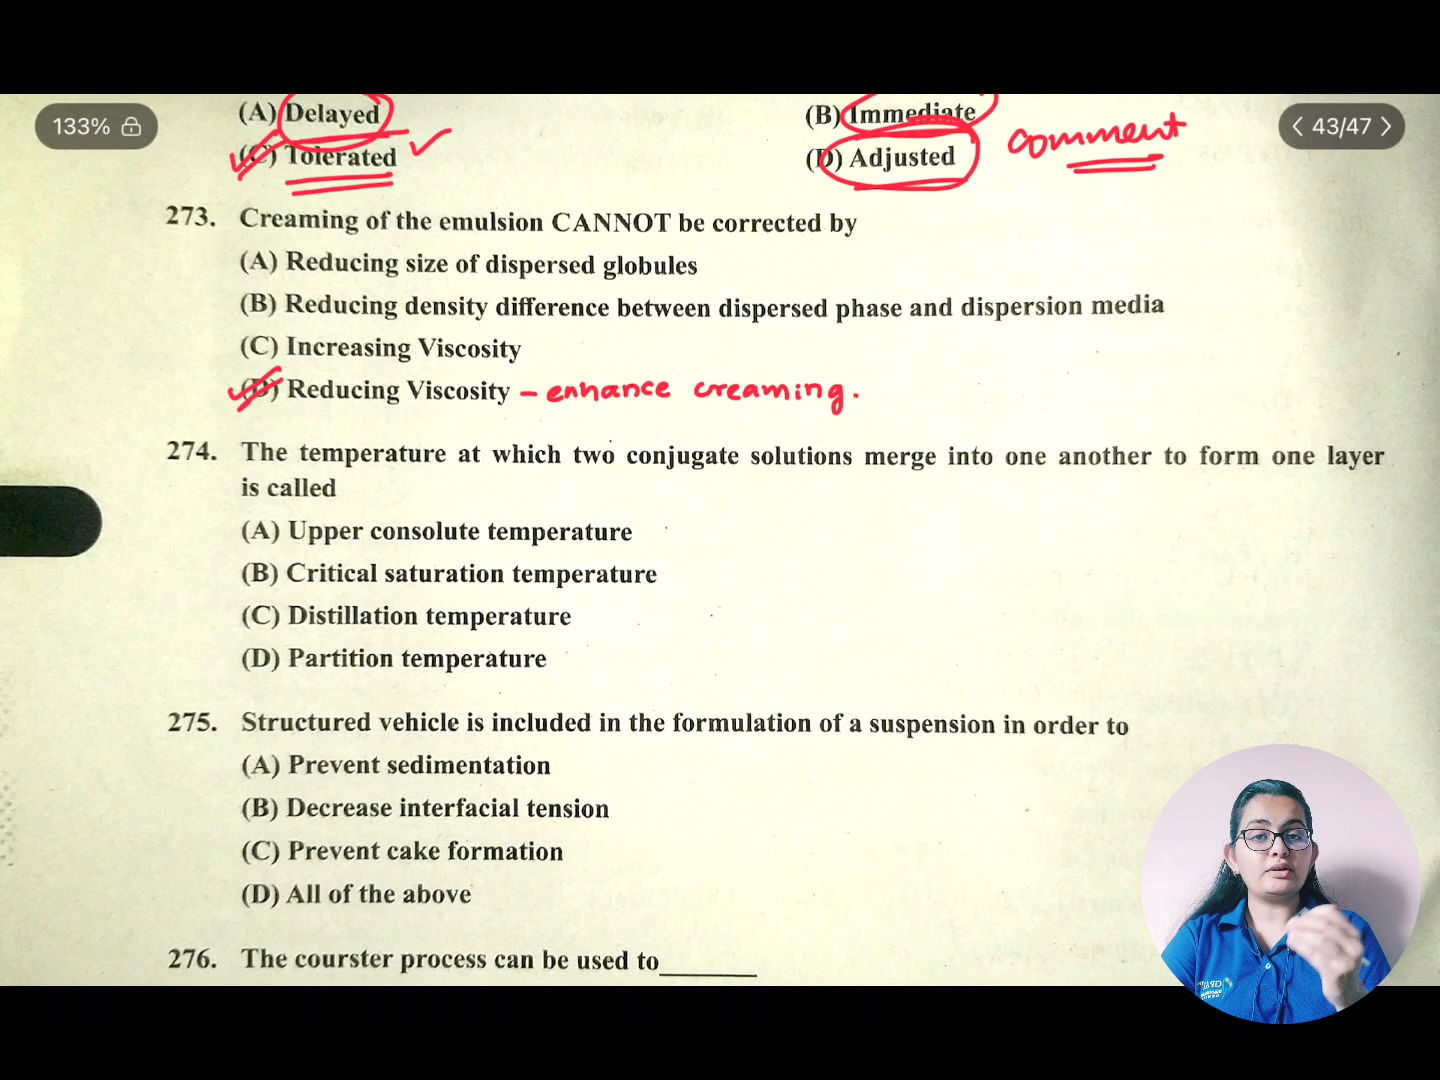 133%
(A) Delayed
(B) Immediate
43/47
(C) Tolerated
(D) Adjusted
comment
273. Creaming of the emulsion CANNOT be corrected by
(A) Reducing size of dispersed globules
(B) Reducing density difference between dispersed phase and dispersion media
(C) Increasing Viscosity
(D) Reducing Viscosity – enhance creaming.
274. The temperature at which two conjugate solutions merge into one another to form one layer
is called
(A) Upper consolute temperature
(B) Critical saturation temperature
(C) Distillation temperature
(D) Partition temperature
275. Structured vehicle is included in the formulation of a suspension in order to
(A) Prevent sedimentation
(B) Decrease interfacial tension
(C) Prevent cake formation
(D) All of the above
276. The courster process can be used to________